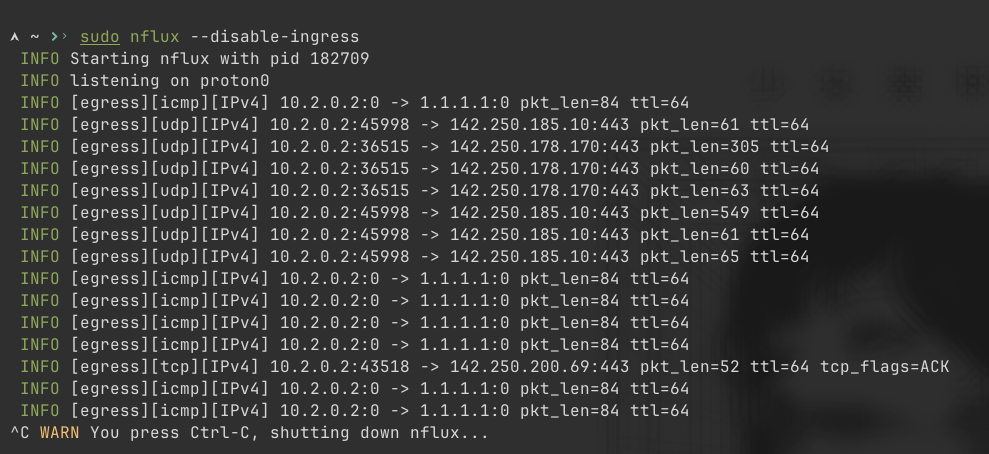 ⮝ ~ ❯› sudo nflux --disable-ingress
INFO Starting nflux with pid 182709
INFO listening on proton0
INFO [egress][icmp][IPv4] 10.2.0.2:0 -> 1.1.1.1:0 pkt_len=84 ttl=64
INFO [egress][udp][IPv4] 10.2.0.2:45998 -> 142.250.185.10:443 pkt_len=61 ttl=64
INFO [egress][udp][IPv4] 10.2.0.2:36515 -> 142.250.178.170:443 pkt_len=305 ttl=64
INFO [egress][udp][IPv4] 10.2.0.2:36515 -> 142.250.178.170:443 pkt_len=60 ttl=64
INFO [egress][udp][IPv4] 10.2.0.2:36515 -> 142.250.178.170:443 pkt_len=63 ttl=64
INFO [egress][udp][IPv4] 10.2.0.2:45998 -> 142.250.185.10:443 pkt_len=549 ttl=64
INFO [egress][udp][IPv4] 10.2.0.2:45998 -> 142.250.185.10:443 pkt_len=61 ttl=64
INFO [egress][udp][IPv4] 10.2.0.2:45998 -> 142.250.185.10:443 pkt_len=65 ttl=64
INFO [egress][icmp][IPv4] 10.2.0.2:0 -> 1.1.1.1:0 pkt_len=84 ttl=64
INFO [egress][icmp][IPv4] 10.2.0.2:0 -> 1.1.1.1:0 pkt_len=84 ttl=64
INFO [egress][icmp][IPv4] 10.2.0.2:0 -> 1.1.1.1:0 pkt_len=84 ttl=64
INFO [egress][icmp][IPv4] 10.2.0.2:0 -> 1.1.1.1:0 pkt_len=84 ttl=64
INFO [egress][tcp][IPv4] 10.2.0.2:43518 -> 142.250.200.69:443 pkt_len=52 ttl=64 tcp_flags=ACK
INFO [egress][icmp][IPv4] 10.2.0.2:0 -> 1.1.1.1:0 pkt_len=84 ttl=64
INFO [egress][icmp][IPv4] 10.2.0.2:0 -> 1.1.1.1:0 pkt_len=84 ttl=64
^C WARN You press Ctrl-C, shutting down nflux...